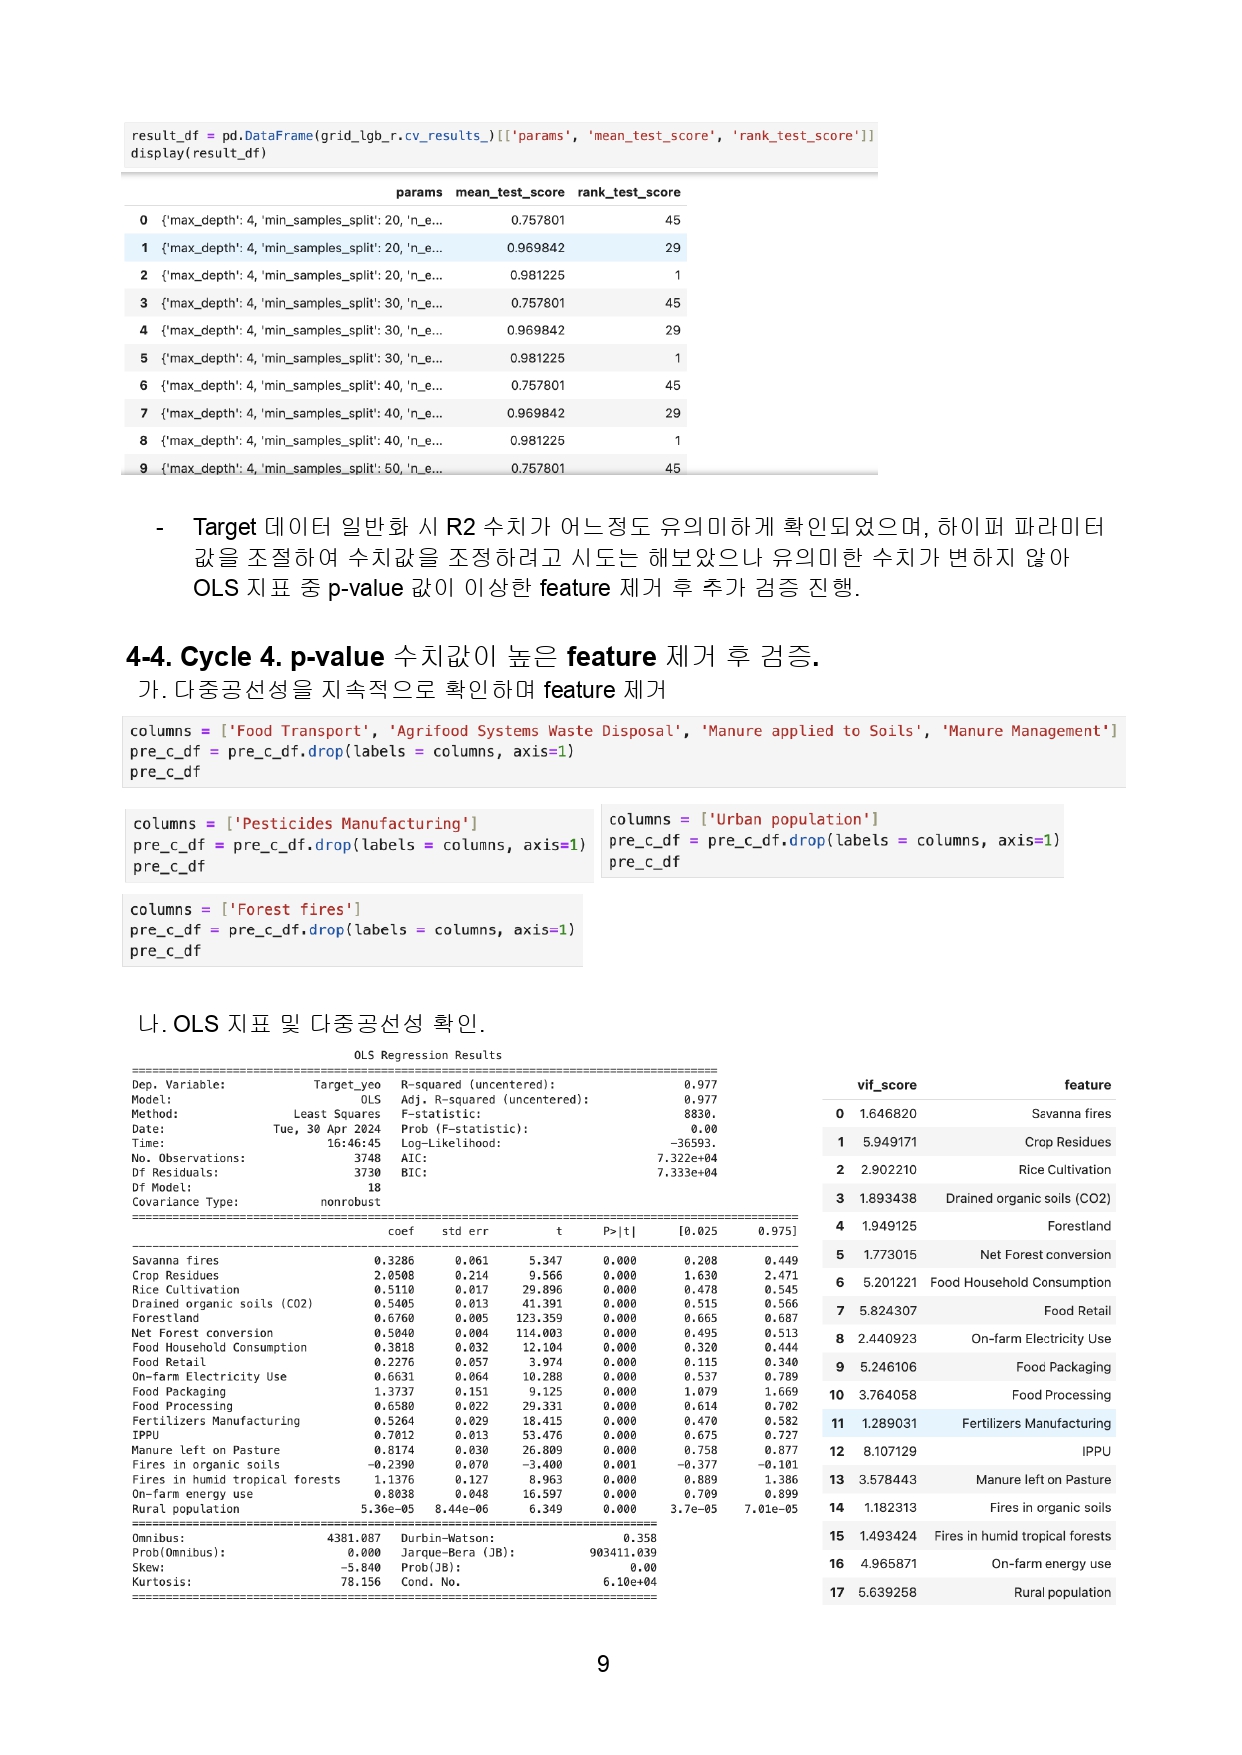 result_df = pd.DataFrame(grid_lgb_r.cv_results_)[['params', 'mean_test_score', 'rank_test_score']]
display(result_df)
params mean_test_score rank_test_score
0 {'max_depth': 4, 'min_samples_split': 20, 'n_e... 0.757801 45
1 {'max_depth': 4, 'min_samples_split': 20, 'n_e... 0.969842 29
2 {'max_depth': 4, 'min_samples_split': 20, 'n_e... 0.981225 1
3 {'max_depth': 4, 'min_samples_split': 30, 'n_e... 0.757801 45
4 {'max_depth': 4, 'min_samples_split': 30, 'n_e... 0.969842 29
5 {'max_depth': 4, 'min_samples_split': 30, 'n_e... 0.981225 1
6 {'max_depth': 4, 'min_samples_split': 40, 'n_e... 0.757801 45
7 {'max_depth': 4, 'min_samples_split': 40, 'n_e... 0.969842 29
8 {'max_depth': 4, 'min_samples_split': 40, 'n_e... 0.981225 1
9 {'max_depth': 4, 'min_samples_split': 50, 'n_e... 0.757801 45
- Target 데이터 일반화 시 R2 수치가 어느정도 유의미하게 확인되었으며, 하이퍼 파라미터
값을 조절하여 수치값을 조정하려고 시도는 해보았으나 유의미한 수치가 변하지 않아
OLS 지표 중 p-value 값이 이상한 feature 제거 후 추가 검증 진행.
4-4. Cycle 4. p-value 수치값이 높은 feature 제거 후 검증.
가. 다중공선성을 지속적으로 확인하며 feature 제거
columns = ['Food Transport', 'Agrifood Systems Waste Disposal', 'Manure applied to Soils', 'Manure Management']
pre_c_df = pre_c_df.drop(labels = columns, axis=1)
pre_c_df
columns = ['Pesticides Manufacturing']
pre_c_df = pre_c_df.drop(labels = columns, axis=1)
pre_c_df
columns = ['Urban population']
pre_c_df = pre_c_df.drop(labels = columns, axis=1)
pre_c_df
columns = ['Forest fires']
pre_c_df = pre_c_df.drop(labels = columns, axis=1)
pre_c_df
나. OLS 지표 및 다중공선성 확인.
OLS Regression Results
Dep. Variable: Target_yeo R-squared (uncentered): 0.977
Model: OLS Adj. R-squared (uncentered): 0.977
Method: Least Squares F-statistic: 8830.
Date: Tue, 30 Apr 2024 Prob (F-statistic): 0.00
Time: 16:46:45 Log-Likelihood: -36593.
No. Observations: 3748 AIC: 7.322e+04
Df Residuals: 3730 BIC: 7.333e+04
Df Model: 18
Covariance Type: nonrobust
coef std err t P>|t| [0.025 0.975]
Savanna fires 0.3286 0.061 5.347 0.000 0.208 0.449
Crop Residues 2.0508 0.214 9.566 0.000 1.630 2.471
Rice Cultivation 0.5110 0.017 29.896 0.000 0.478 0.545
Drained organic soils (CO2) 0.5405 0.013 41.391 0.000 0.515 0.566
Forestland 0.6760 0.005 123.359 0.000 0.665 0.687
Net Forest conversion 0.5040 0.004 114.003 0.000 0.495 0.513
Food Household Consumption 0.3818 0.032 12.104 0.000 0.320 0.444
Food Retail 0.2276 0.057 3.974 0.000 0.115 0.340
On-farm Electricity Use 0.6631 0.064 10.288 0.000 0.537 0.789
Food Packaging 1.3737 0.151 9.125 0.000 1.079 1.669
Food Processing 0.6580 0.022 29.331 0.000 0.614 0.702
Fertilizers Manufacturing 0.5264 0.029 18.415 0.000 0.470 0.582
IPPU 0.7012 0.013 53.476 0.000 0.675 0.727
Manure left on Pasture 0.8174 0.030 26.809 0.000 0.758 0.877
Fires in organic soils -0.2390 0.070 -3.400 0.001 -0.377 -0.101
Fires in humid tropical forests 1.1376 0.127 8.963 0.000 0.889 1.386
On-farm energy use 0.8038 0.048 16.597 0.000 0.709 0.899
Rural population 5.36e-05 8.44e-06 6.349 0.000 3.7e-05 7.01e-05
Omnibus: 4381.087 Durbin-Watson: 0.358
Prob(Omnibus): 0.000 Jarque-Bera (JB): 903411.039
Skew: -5.840 Prob(JB): 0.00
Kurtosis: 78.156 Cond. No. 6.10e+04
vif_score feature
0 1.646820 Savanna fires
1 5.949171 Crop Residues
2 2.902210 Rice Cultivation
3 1.893438 Drained organic soils (CO2)
4 1.949125 Forestland
5 1.773015 Net Forest conversion
6 5.201221 Food Household Consumption
7 5.824307 Food Retail
8 2.440923 On-farm Electricity Use
9 5.246106 Food Packaging
10 3.764058 Food Processing
11 1.289031 Fertilizers Manufacturing
12 8.107129 IPPU
13 3.578443 Manure left on Pasture
14 1.182313 Fires in organic soils
15 1.493424 Fires in humid tropical forests
16 4.965871 On-farm energy use
17 5.639258 Rural population
9